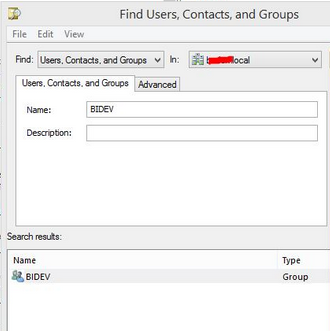 Find Users, Contacts, and Groups
File Edit View
Find: Users, Contacts, and Groups In: local
Users, Contacts, and Groups Advanced
Name: BIDEV
Description:
Search results:
Name Type
BIDEV Group